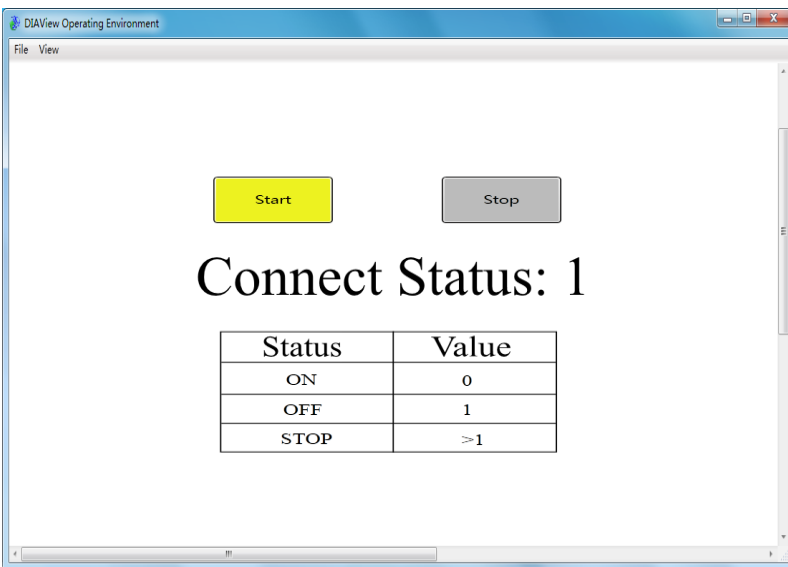 DIAView Operating Environment
File View
Start Stop
Connect Status: 1
Status Value
ON 0
OFF 1
STOP >1